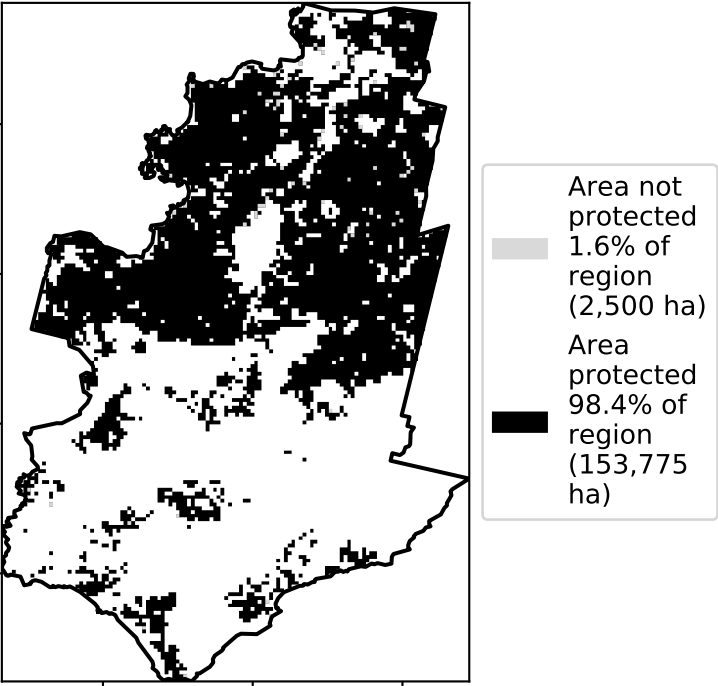 Area not
protected
1.6% of
region
(2,500 ha)
Area
protected
98.4% of
region
(153,775
ha)